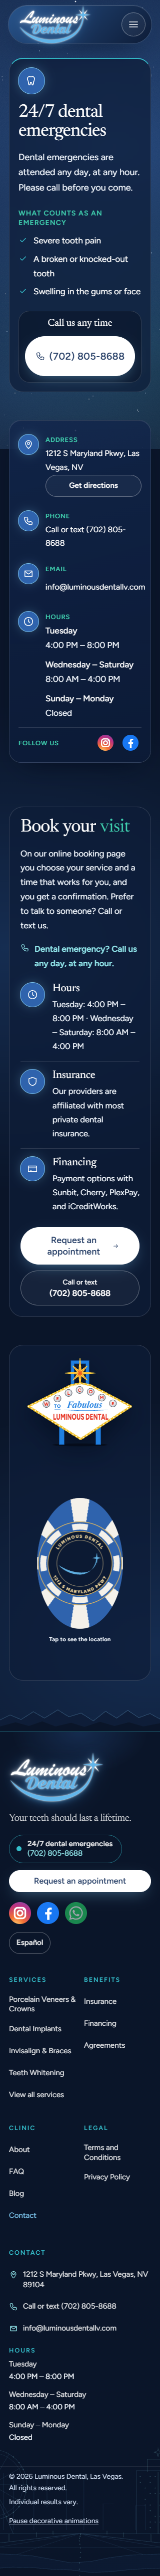 Luminous
Dental
24/7 dental
emergencies
Dental emergencies are
attended any day, at any hour.
Please call before you come.
WHAT COUNTS AS AN
EMERGENCY
Severe tooth pain
A broken or knocked-out
tooth
Swelling in the gums or face
Call us any time
(702) 805-8688
ADDRESS
1212 S Maryland Pkwy, Las
Vegas, NV
Get directions
PHONE
Call or text (702) 805-
8688
EMAIL
info@luminousdentallv.com
HOURS
Tuesday
4:00 PM – 8:00 PM
Wednesday – Saturday
8:00 AM – 4:00 PM
Sunday – Monday
Closed
FOLLOW US
Book your visit
On our online booking page
you choose your service and a
time that works for you, and
you get a confirmation. Prefer
to talk to someone? Call or
text us.
Dental emergency? Call us
any day, at any hour.
Hours
Tuesday: 4:00 PM –
8:00 PM · Wednesday
– Saturday: 8:00 AM –
4:00 PM
Insurance
Our providers are
affiliated with most
private dental
insurance.
Financing
Payment options with
Sunbit, Cherry, PlexPay,
and iCreditWorks.
Request an
appointment
Call or text
(702) 805-8688
WELCOME
To Fabulous
LUMINOUS DENTAL
LUMINOUS DENTAL
1212 S MARYLAND PKWY
Tap to see the location
Luminous
Dental
Your teeth should last a lifetime.
24/7 dental emergencies
(702) 805-8688
Request an appointment
Español
SERVICES
Porcelain Veneers &
Crowns
Dental Implants
Invisalign & Braces
Teeth Whitening
View all services
BENEFITS
Insurance
Financing
Agreements
CLINIC
About
FAQ
Blog
Contact
LEGAL
Terms and
Conditions
Privacy Policy
CONTACT
1212 S Maryland Pkwy, Las Vegas, NV
89104
Call or text (702) 805-8688
info@luminousdentallv.com
HOURS
Tuesday
4:00 PM – 8:00 PM
Wednesday – Saturday
8:00 AM – 4:00 PM
Sunday – Monday
Closed
© 2026 Luminous Dental, Las Vegas.
All rights reserved.
Individual results vary.
Pause decorative animations